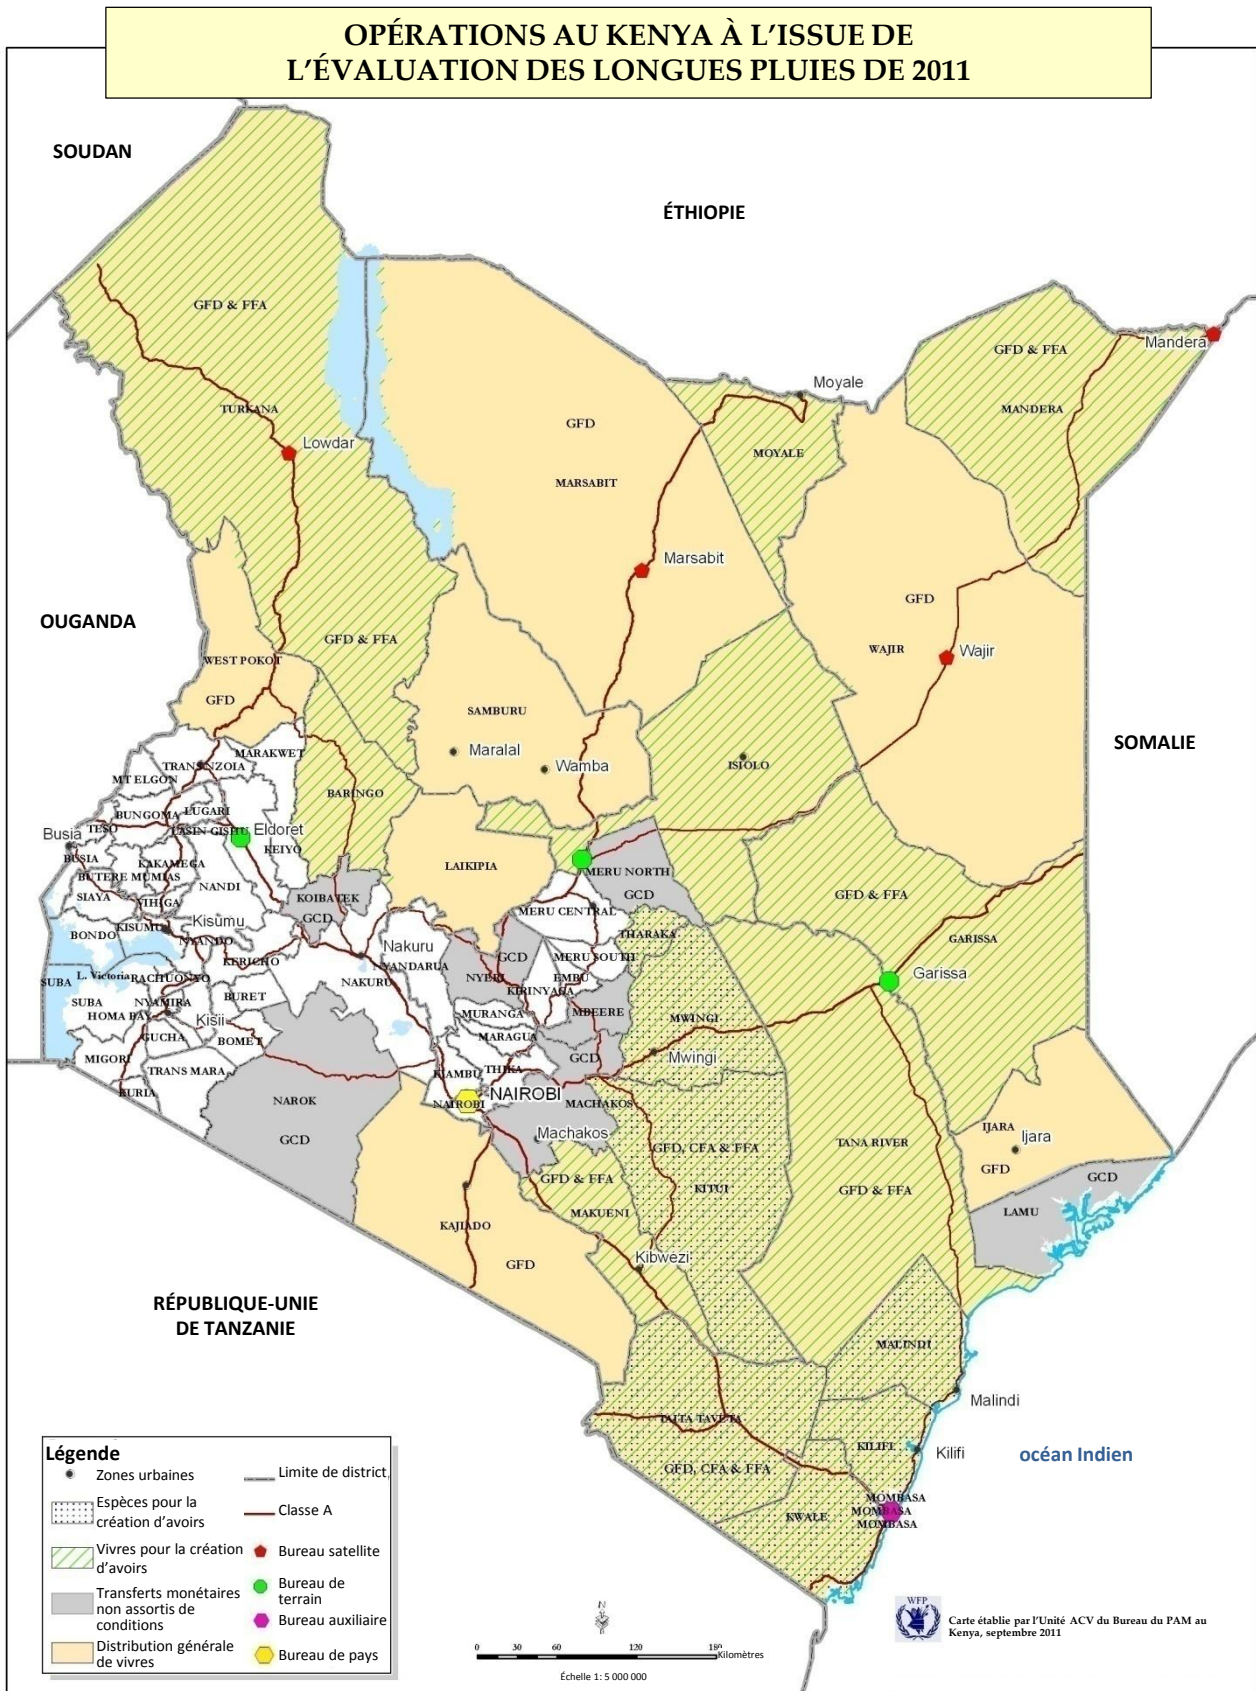 OPÉRATIONS AU KENYA À L'ISSUE DE
L'ÉVALUATION DES LONGUES PLUIES DE 2011
SOUDAN
ÉTHIOPIE
GFD & FFA
TURKANA
Lowdar
GFD
MARSABIT
Marsabit
Moyale
MOYALE
GFD & FFA
Mandera
MANDERA
GFD
WAJIR
Wajir
OUGANDA
GFD & FFA
WEST POKOT
GFD
SAMBURU
Maralal
Wamba
ISIOLO
SOMALIE
MARAKWET
TRANSNZOIA
MT ELGON
BUNGOMA
LUGARI
BARINGO
Busia
TESO
UASIN GISHU
Eldoret
KEIYO
BUSIA
KAKAMEGA
BUTERE MUMIAS
NANDI
SIAYA
VIHIGA
KOIBATEK
GCD
LAIKIPIA
MERU NORTH
GCD
GFD & FFA
GARISSA
Garissa
BONDO
KISUMU
Kisumu
NYANDO
KERICHO
Nakuru
NYANDARUA
NAKURU
MERU CENTRAL
THARAKA
MERU SOUTH
GCD
NYERI
EMBU
KIRINYAGA
MBEERE
SUBA
L. Victoria
RACHUONYO
SUBA
NYAMIRA
HOMA BAY
Kisii
BURET
GUCHA
BOMET
MIGORI
TRANS MARA
KURIA
MURANGA
MARAGUA
GCD
MWINGI
Mwingi
KIAMBU
THIKA
NAIROBI
NAIROBI
MACHAKOS
Machakos
NAROK
GCD
GFD, CFA & FFA
KITUI
TANA RIVER
GFD & FFA
IJARA
Ijara
GFD
GCD
LAMU
GFD & FFA
MAKUENI
Kibwezi
KAJIADO
GFD
RÉPUBLIQUE-UNIE
DE TANZANIE
MALINDI
Malindi
TAITA TAVETA
KILIFI
Kilifi
océan Indien
GFD, CFA & FFA
KWALE
MOMBASA
MOMBASA
MOMBASA
Légende
Zones urbaines
Espèces pour la
création d'avoirs
Vivres pour la création
d'avoirs
Transferts monétaires
non assortis de
conditions
Distribution générale
de vivres
Limite de district
Classe A
Bureau satellite
Bureau de
terrain
Bureau auxiliaire
Bureau de pays
N
0 30 60 120 180
Kilomètres
Échelle 1: 5 000 000
WFP
Carte établie par l'Unité ACV du Bureau du PAM au
Kenya, septembre 2011